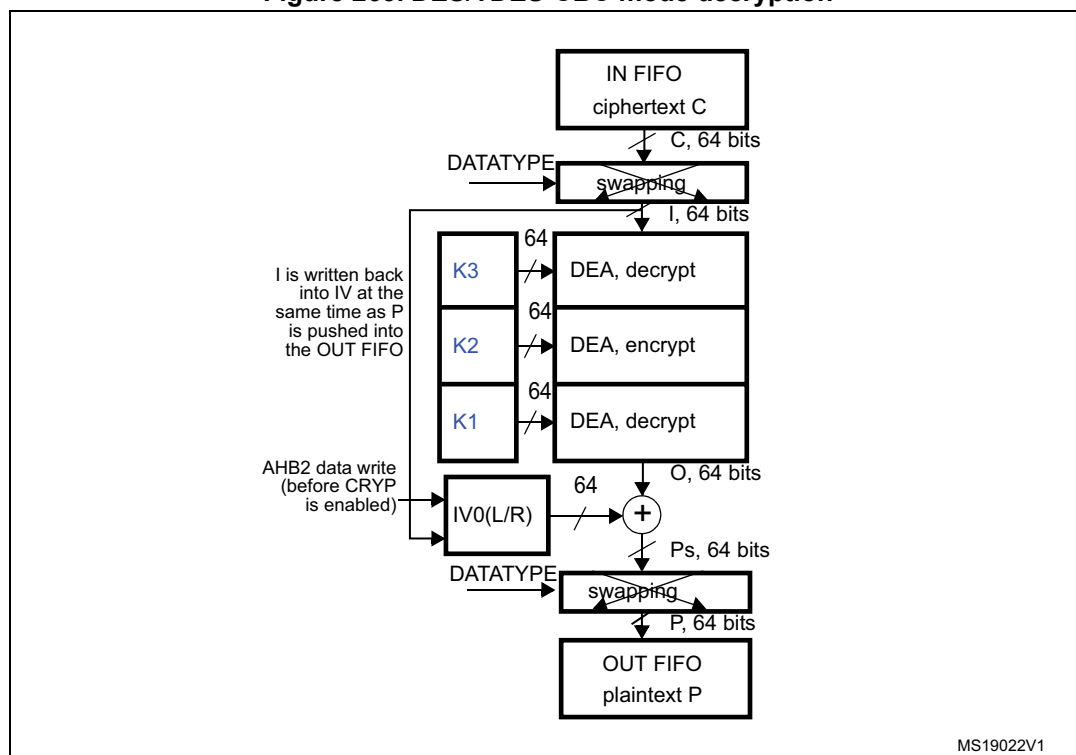 IN FIFO
ciphertext C
C, 64 bits
DATATYPE
swapping
I, 64 bits
64
K3
DEA, decrypt
I is written back
into IV at the
same time as P
is pushed into
the OUT FIFO
64
K2
DEA, encrypt
64
K1
DEA, decrypt
O, 64 bits
AHB2 data write
(before CRYP
is enabled)
IV0(L/R)
64
+
Ps, 64 bits
DATATYPE
swapping
P, 64 bits
OUT FIFO
plaintext P
MS19022V1